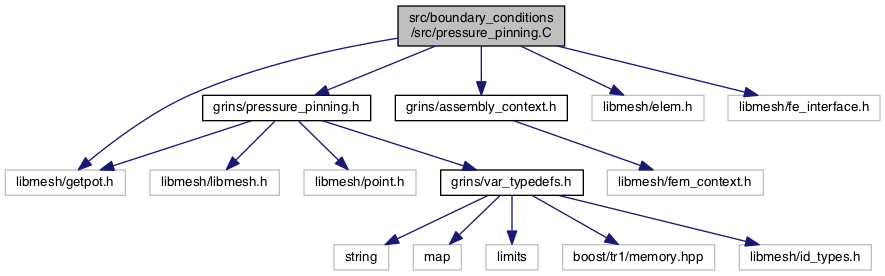 src/boundary_conditions
/src/pressure_pinning.C
grins/pressure_pinning.h
grins/assembly_context.h
libmesh/elem.h
libmesh/fe_interface.h
libmesh/getpot.h
libmesh/libmesh.h
libmesh/point.h
grins/var_typedefs.h
libmesh/fem_context.h
string
map
limits
boost/tr1/memory.hpp
libmesh/id_types.h